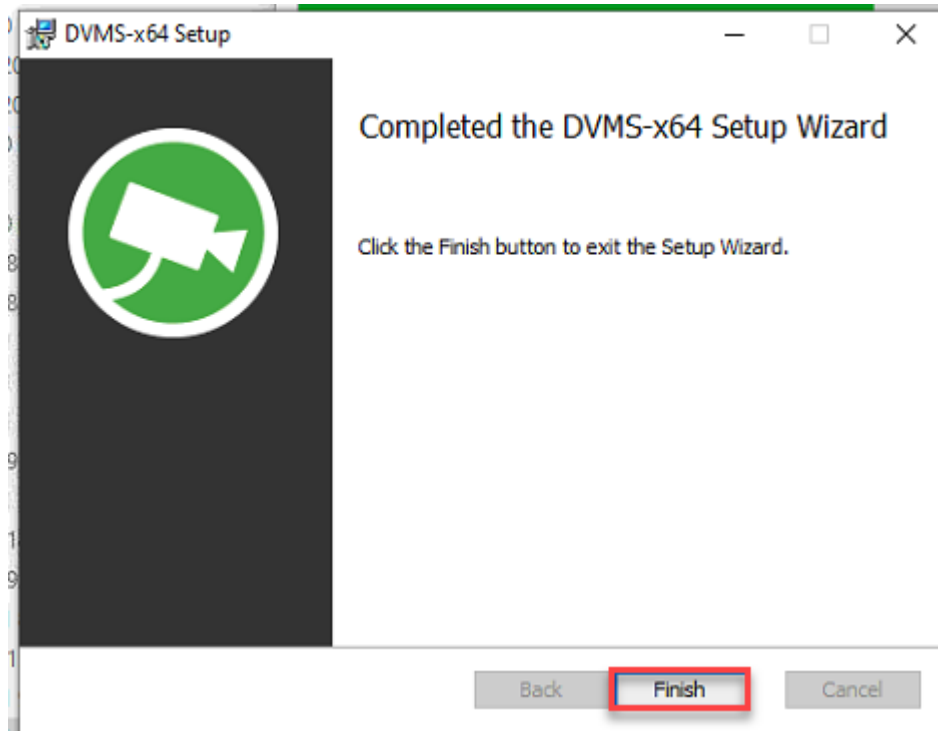 DVMS-x64 Setup
Completed the DVMS-x64 Setup Wizard
Click the Finish button to exit the Setup Wizard.
Back
Finish
Cancel